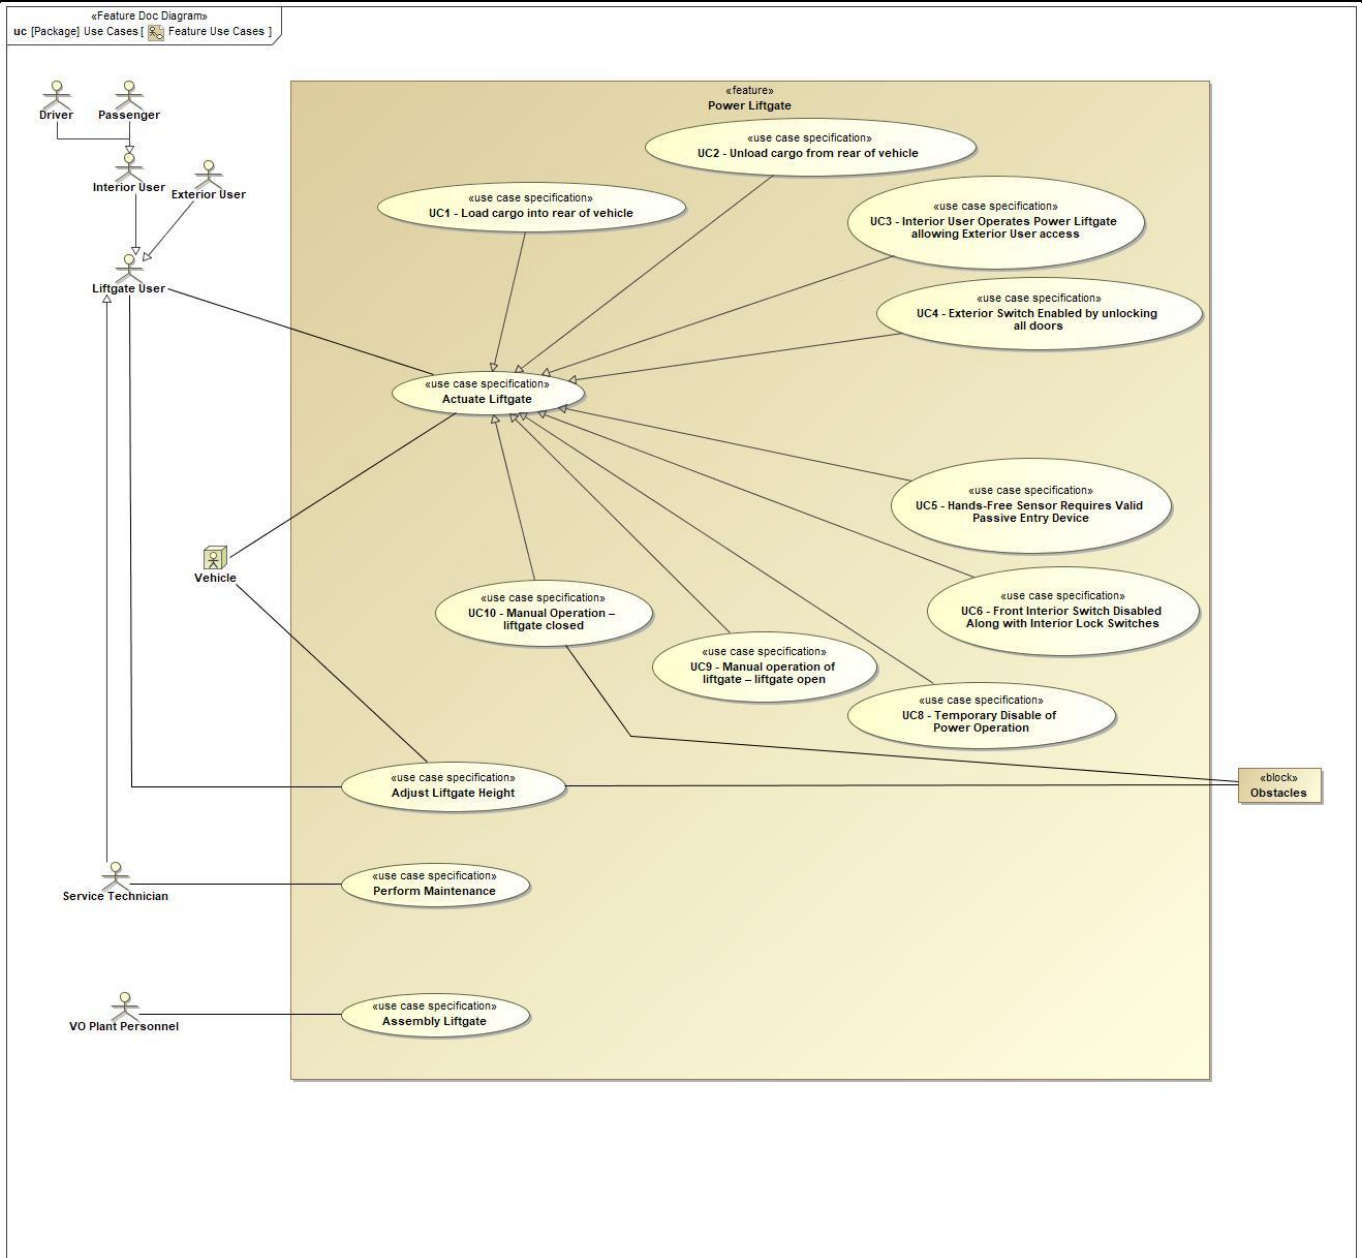 «Feature Doc Diagram»
uc [Package] Use Cases [ Feature Use Cases ]
Driver
Passenger
Interior User
Exterior User
Liftgate User
«feature»
Power Liftgate
«use case specification»
UC2 - Unload cargo from rear of vehicle
«use case specification»
UC1 - Load cargo into rear of vehicle
«use case specification»
UC3 - Interior User Operates Power Liftgate
allowing Exterior User access
«use case specification»
UC4 - Exterior Switch Enabled by unlocking
all doors
«use case specification»
Actuate Liftgate
«use case specification»
UC5 - Hands-Free Sensor Requires Valid
Passive Entry Device
Vehicle
«use case specification»
UC10 - Manual Operation –
liftgate closed
«use case specification»
UC6 - Front Interior Switch Disabled
Along with Interior Lock Switches
«use case specification»
UC9 - Manual operation of
liftgate – liftgate open
«use case specification»
UC8 - Temporary Disable of
Power Operation
«use case specification»
Adjust Liftgate Height
«block»
Obstacles
Service Technician
«use case specification»
Perform Maintenance
VO Plant Personnel
«use case specification»
Assembly Liftgate